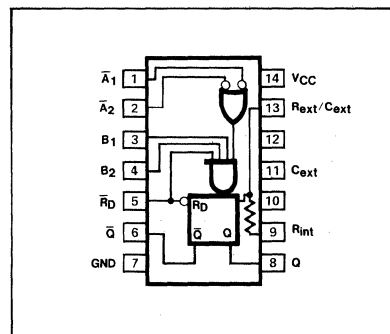 A̅1 1
A̅2 2
B1 3
B2 4
R̅D 5
Q̅ 6
GND 7
14 VCC
13 Rext/Cext
12
11 Cext
10
9 Rint
8 Q
RD
Q̅ Q